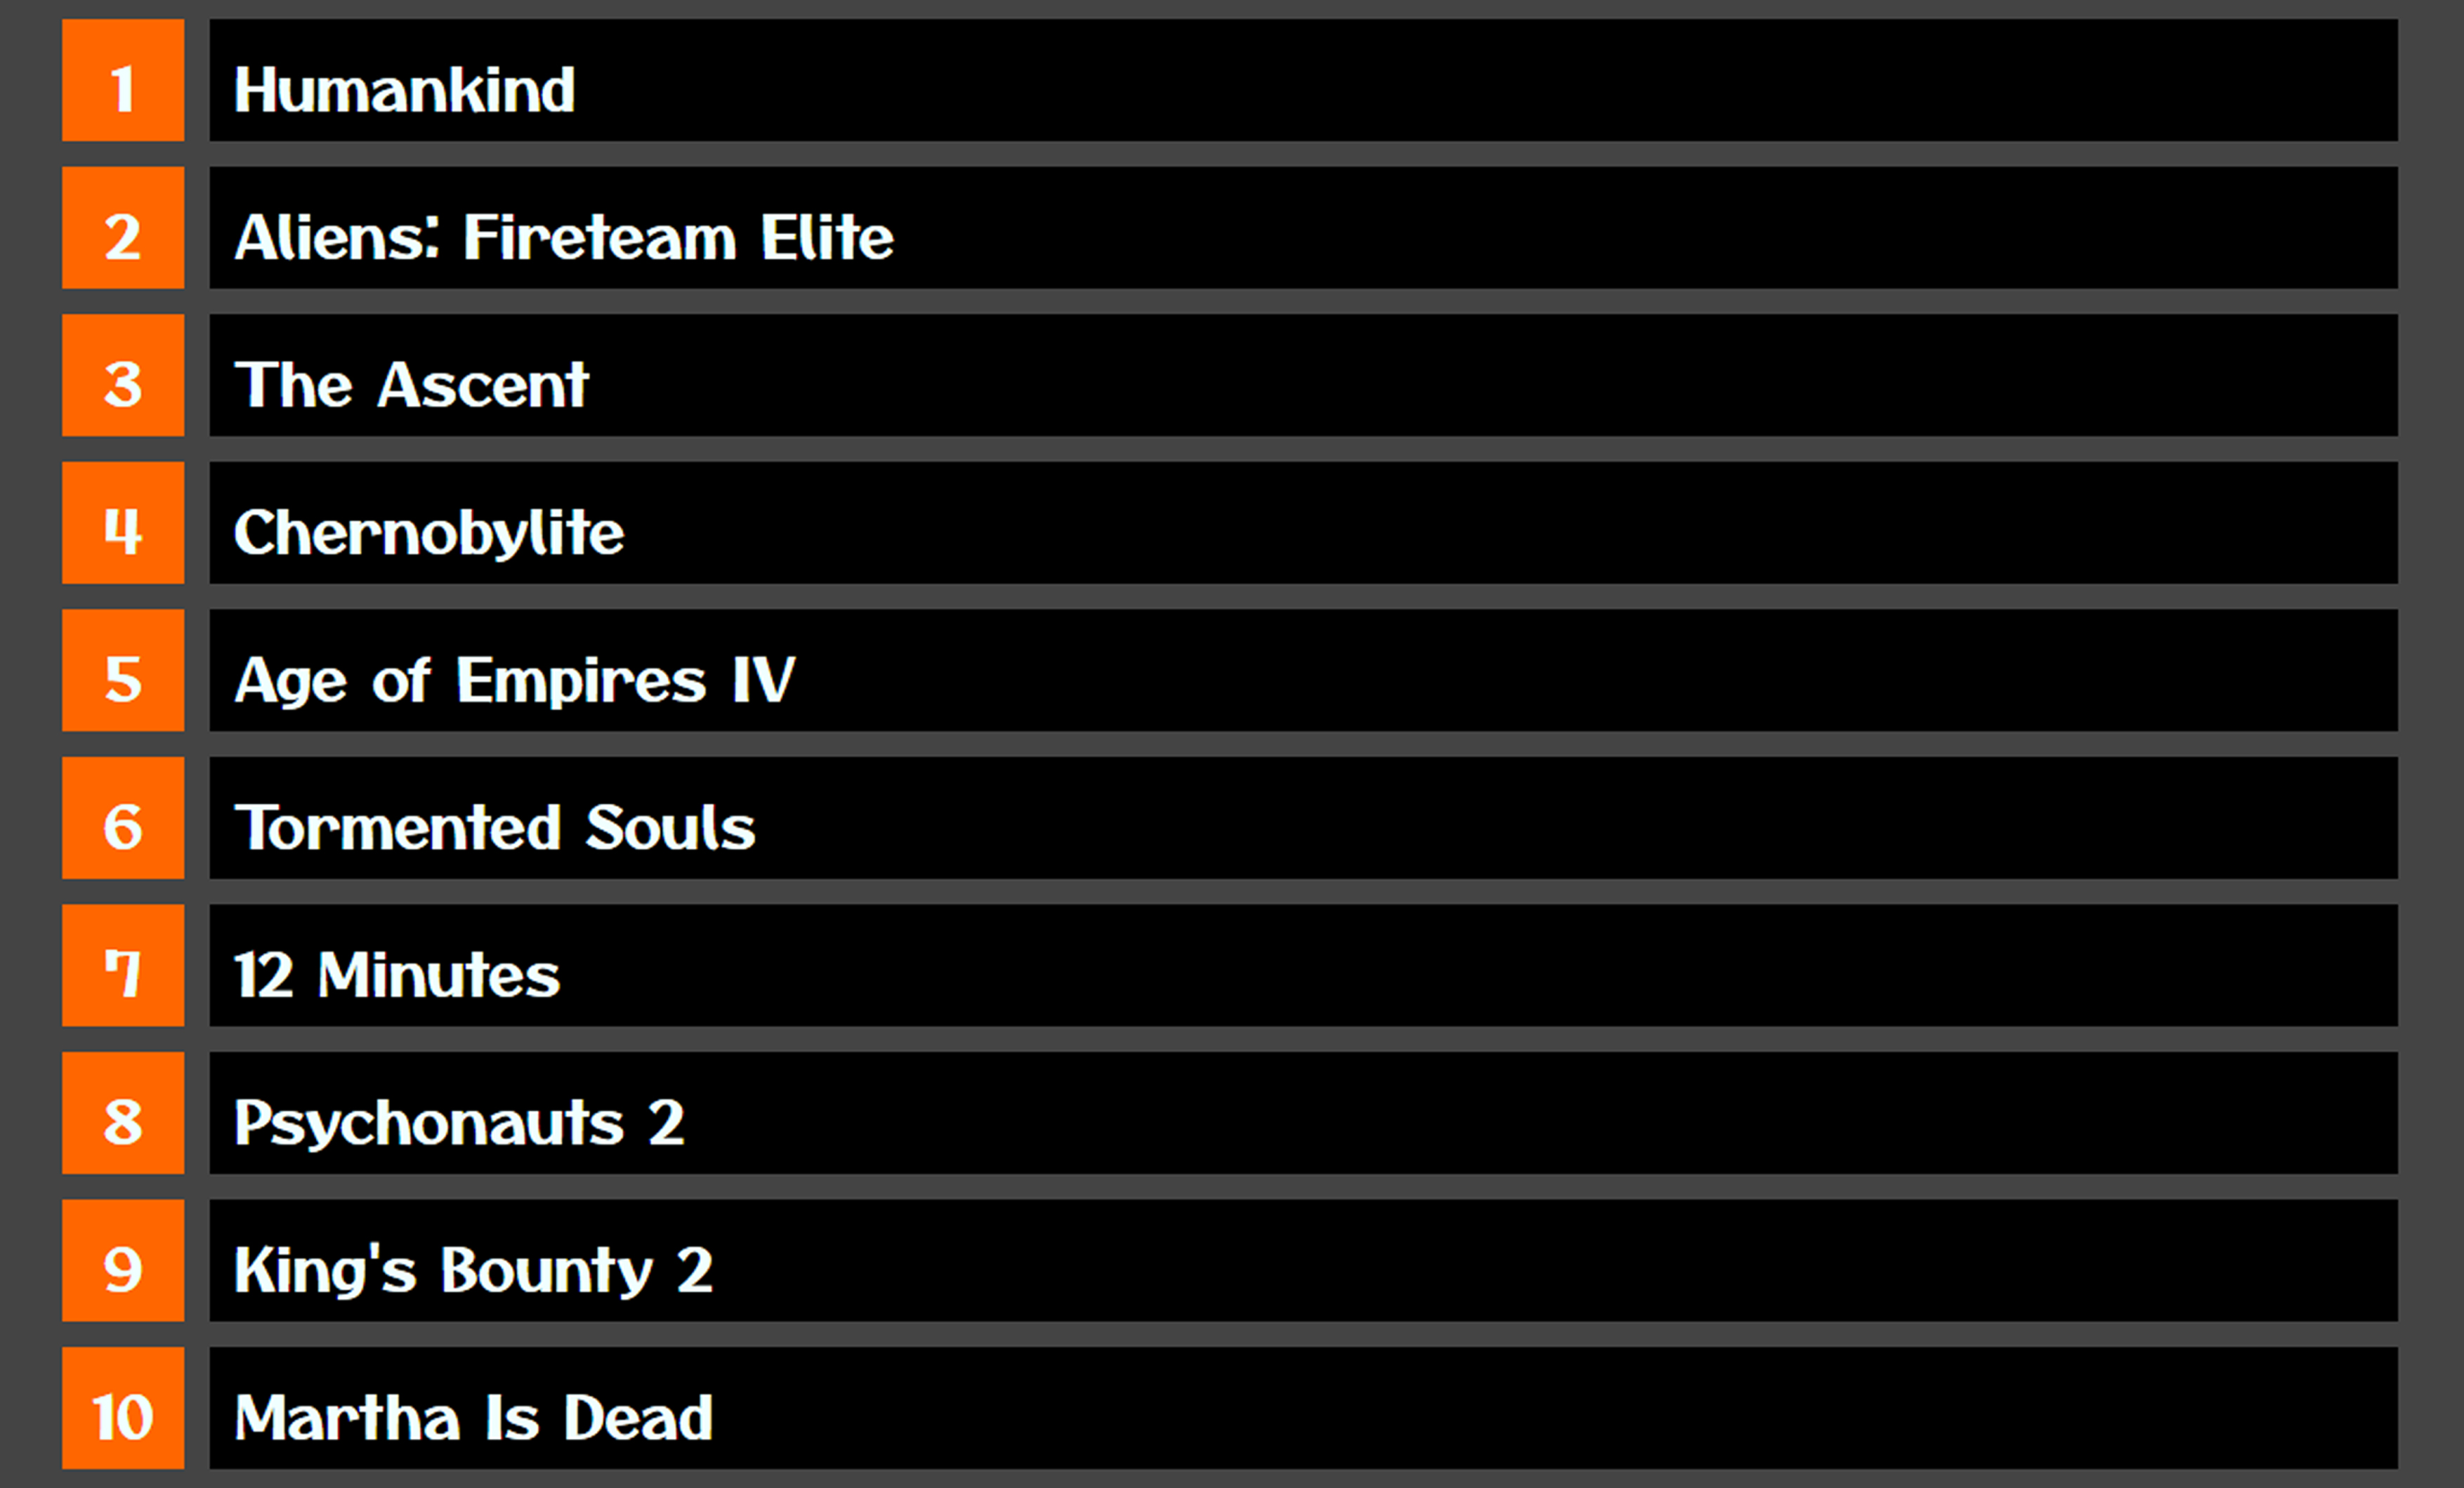 1 Humankind
2 Aliens: Fireteam Elite
3 The Ascent
4 Chernobylite
5 Age of Empires IV
6 Tormented Souls
7 12 Minutes
8 Psychonauts 2
9 King's Bounty 2
10 Martha Is Dead